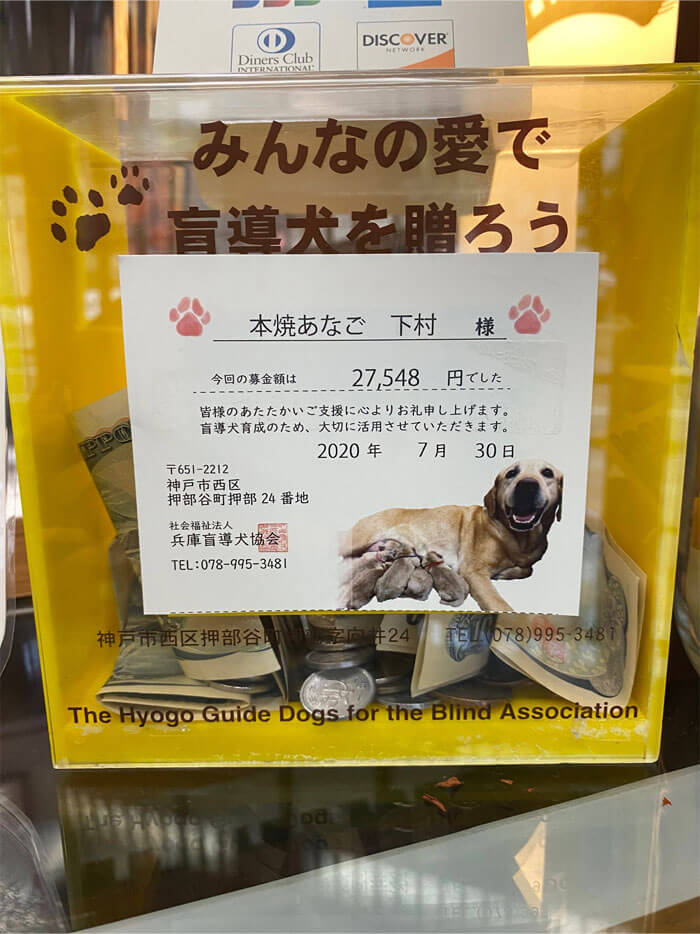 Diners Club
INTERNATIONAL
DISCOVER
NETWORK
みんなの愛で
盲導犬を贈ろう
本焼あなご 下村 様
今回の募金額は 27,548 円でした
皆様のあたたかいご支援に心よりお礼申し上げます。
盲導犬育成のため、大切に活用させていただきます。
2020 年 7 月 30 日
〒651-2212
神戸市西区
押部谷町押部 24 番地
社会福祉法人
兵庫盲導犬協会
TEL:078-995-3481
神戸市西区押部谷町 24 TEL(078)995-3481
The Hyogo Guide Dogs for the Blind Association